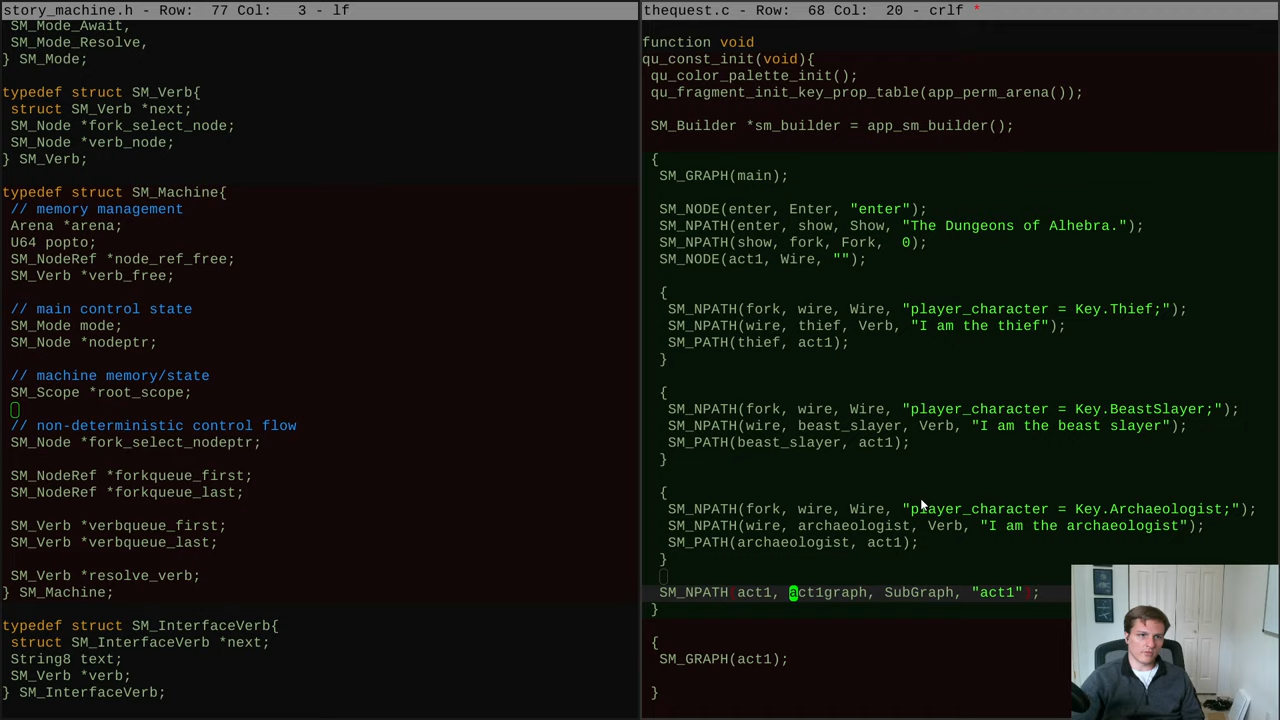 story_machine.h - Row:  77 Col:   3 - lf
SM_Mode_Await,
SM_Mode_Resolve,
} SM_Mode;
typedef struct SM_Verb{
struct SM_Verb *next;
SM_Node *fork_select_node;
SM_Node *verb_node;
} SM_Verb;
typedef struct SM_Machine{
// memory management
Arena *arena;
U64 popto;
SM_NodeRef *node_ref_free;
SM_Verb *verb_free;
// main control state
SM_Mode mode;
SM_Node *nodeptr;
// machine memory/state
SM_Scope *root_scope;
// non-deterministic control flow
SM_Node *fork_select_nodeptr;
SM_NodeRef *forkqueue_first;
SM_NodeRef *forkqueue_last;
SM_Verb *verbqueue_first;
SM_Verb *verbqueue_last;
SM_Verb *resolve_verb;
} SM_Machine;
typedef struct SM_InterfaceVerb{
struct SM_InterfaceVerb *next;
String8 text;
SM_Verb *verb;
} SM_InterfaceVerb;
thequest.c - Row:  68 Col:  20 - crlf *
function void
qu_const_init(void){
qu_color_palette_init();
qu_fragment_init_key_prop_table(app_perm_arena());
SM_Builder *sm_builder = app_sm_builder();
{
SM_GRAPH(main);
SM_NODE(enter, Enter, "enter");
SM_NPATH(enter, show, Show, "The Dungeons of Alhebra.");
SM_NPATH(show, fork, Fork,  0);
SM_NODE(act1, Wire, "");
{
SM_NPATH(fork, wire, Wire, "player_character = Key.Thief;");
SM_NPATH(wire, thief, Verb, "I am the thief");
SM_PATH(thief, act1);
}
{
SM_NPATH(fork, wire, Wire, "player_character = Key.BeastSlayer;");
SM_NPATH(wire, beast_slayer, Verb, "I am the beast slayer");
SM_PATH(beast_slayer, act1);
}
{
SM_NPATH(fork, wire, Wire, "player_character = Key.Archaeologist;");
SM_NPATH(wire, archaeologist, Verb, "I am the archaeologist");
SM_PATH(archaeologist, act1);
}
SM_NPATH(act1, act1graph, SubGraph, "act1");
}
{
SM_GRAPH(act1);
}